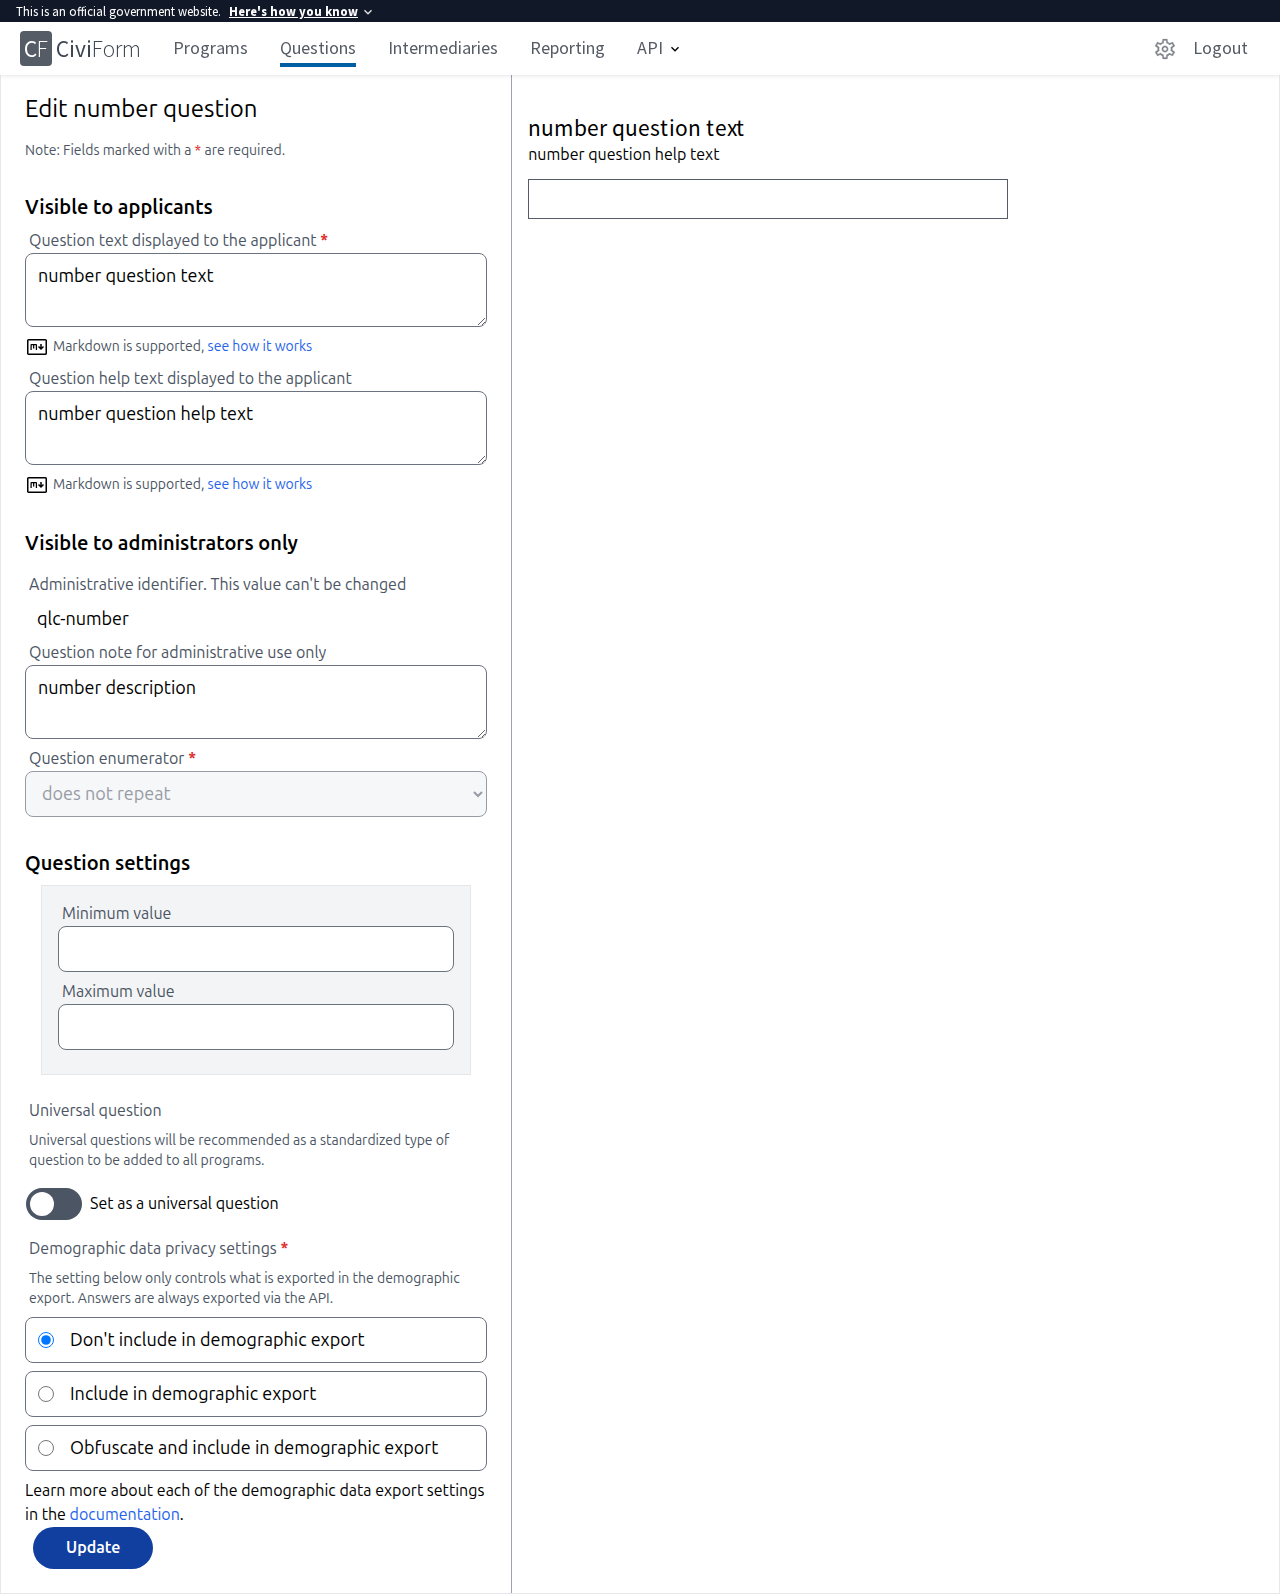 This is an official government website. Here's how you know
CF CiviForm Programs Questions Intermediaries Reporting API Logout
Edit number question
Note: Fields marked with a * are required.
Visible to applicants
Question text displayed to the applicant *
number question text
Markdown is supported, see how it works
Question help text displayed to the applicant
number question help text
Markdown is supported, see how it works
Visible to administrators only
Administrative identifier. This value can't be changed
qlc-number
Question note for administrative use only
number description
Question enumerator *
does not repeat
Question settings
Minimum value
Maximum value
Universal question
Universal questions will be recommended as a standardized type of
question to be added to all programs.
Set as a universal question
Demographic data privacy settings *
The setting below only controls what is exported in the demographic
export. Answers are always exported via the API.
Don't include in demographic export
Include in demographic export
Obfuscate and include in demographic export
Learn more about each of the demographic data export settings
in the documentation.
Update
number question text
number question help text